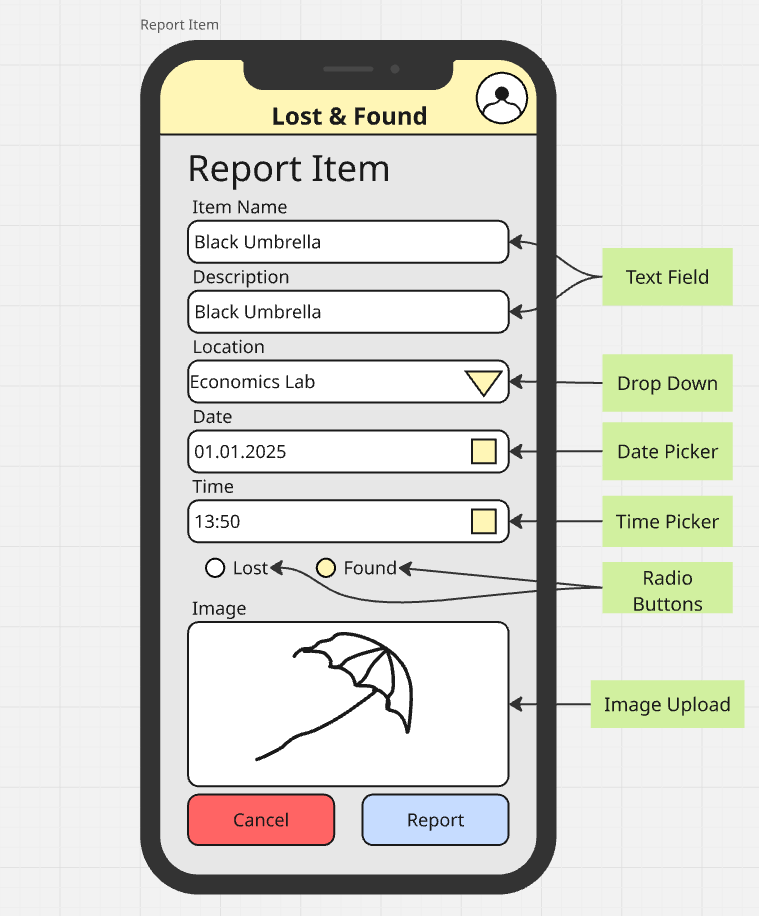 Report Item
Lost & Found
Report Item
Item Name
Black Umbrella
Text Field
Description
Black Umbrella
Location
Economics Lab
Drop Down
Date
01.01.2025
Date Picker
Time
13:50
Time Picker
Lost
Found
Radio
Buttons
Image
Image Upload
Cancel
Report